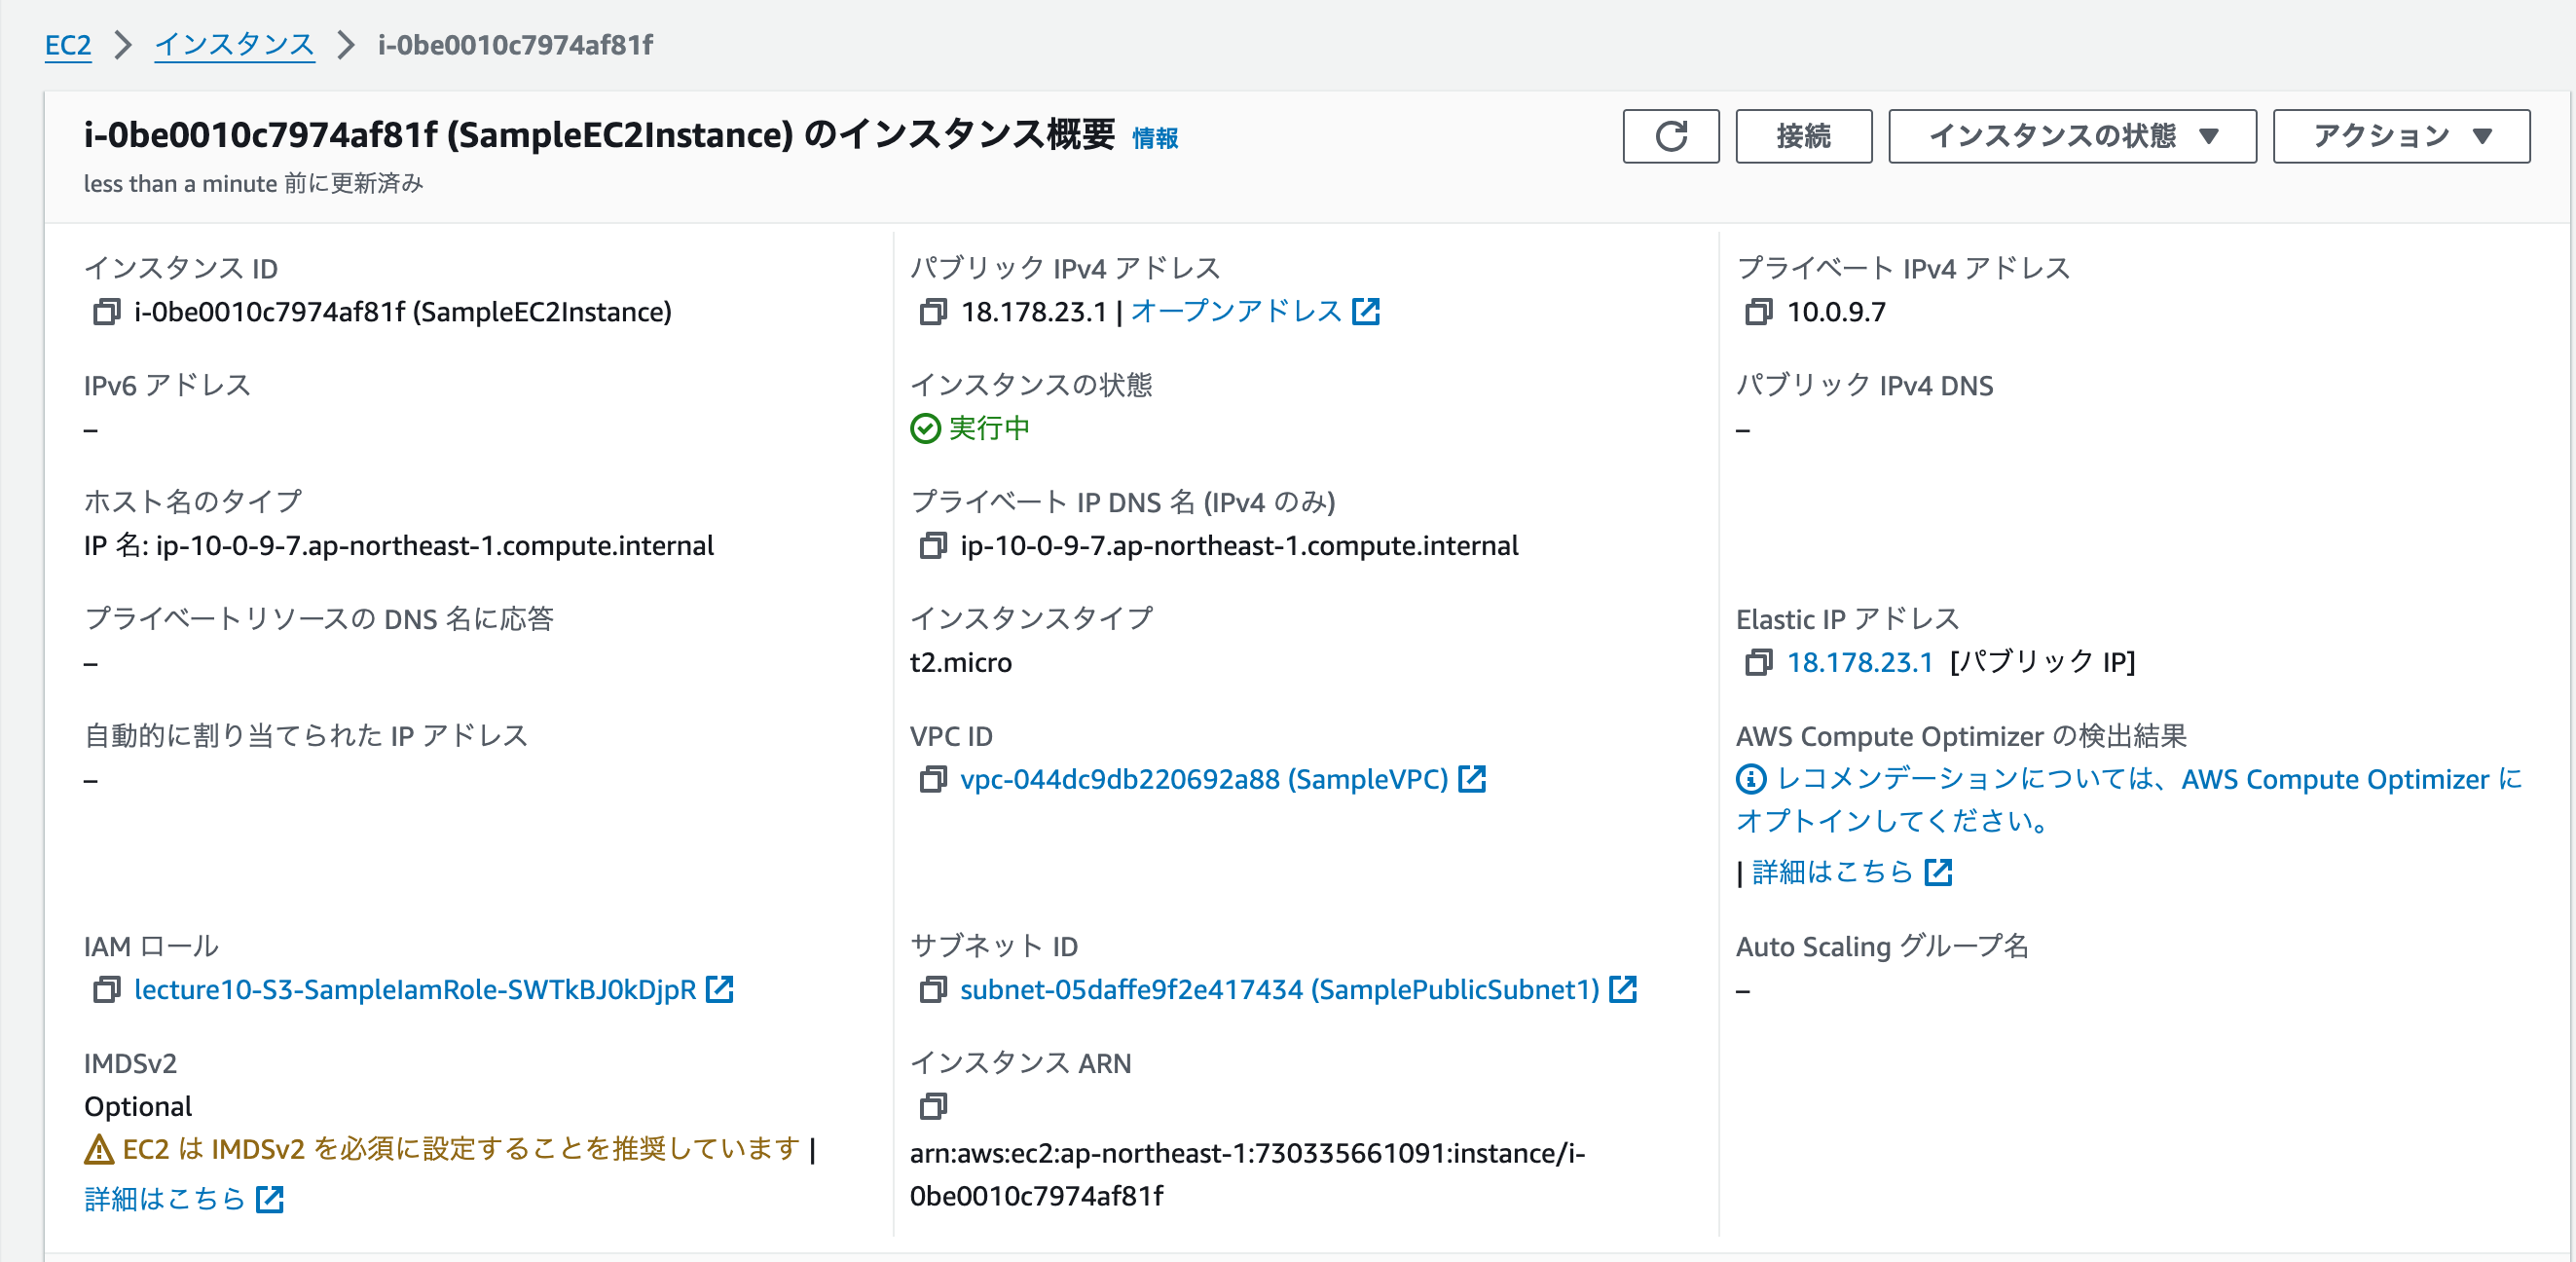 EC2 > インスタンス > i-0be0010c7974af81f
i-0be0010c7974af81f (SampleEC2Instance) のインスタンス概要 情報
less than a minute 前に更新済み
接続
インスタンスの状態 ▼
アクション ▼
インスタンス ID
i-0be0010c7974af81f (SampleEC2Instance)
パブリック IPv4 アドレス
18.178.23.1 | オープンアドレス
プライベート IPv4 アドレス
10.0.9.7
IPv6 アドレス
–
インスタンスの状態
実行中
パブリック IPv4 DNS
–
ホスト名のタイプ
IP 名: ip-10-0-9-7.ap-northeast-1.compute.internal
プライベート IP DNS 名 (IPv4 のみ)
ip-10-0-9-7.ap-northeast-1.compute.internal
プライベートリソースの DNS 名に応答
–
インスタンスタイプ
t2.micro
Elastic IP アドレス
18.178.23.1 [パブリック IP]
自動的に割り当てられた IP アドレス
–
VPC ID
vpc-044dc9db220692a88 (SampleVPC)
AWS Compute Optimizer の検出結果
レコメンデーションについては、AWS Compute Optimizer に
オプトインしてください。
| 詳細はこちら
IAM ロール
lecture10-S3-SampleIamRole-SWTkBJ0kDjpR
サブネット ID
subnet-05daffe9f2e417434 (SamplePublicSubnet1)
Auto Scaling グループ名
–
IMDSv2
Optional
EC2 は IMDSv2 を必須に設定することを推奨しています |
詳細はこちら
インスタンス ARN
arn:aws:ec2:ap-northeast-1:730335661091:instance/i-
0be0010c7974af81f